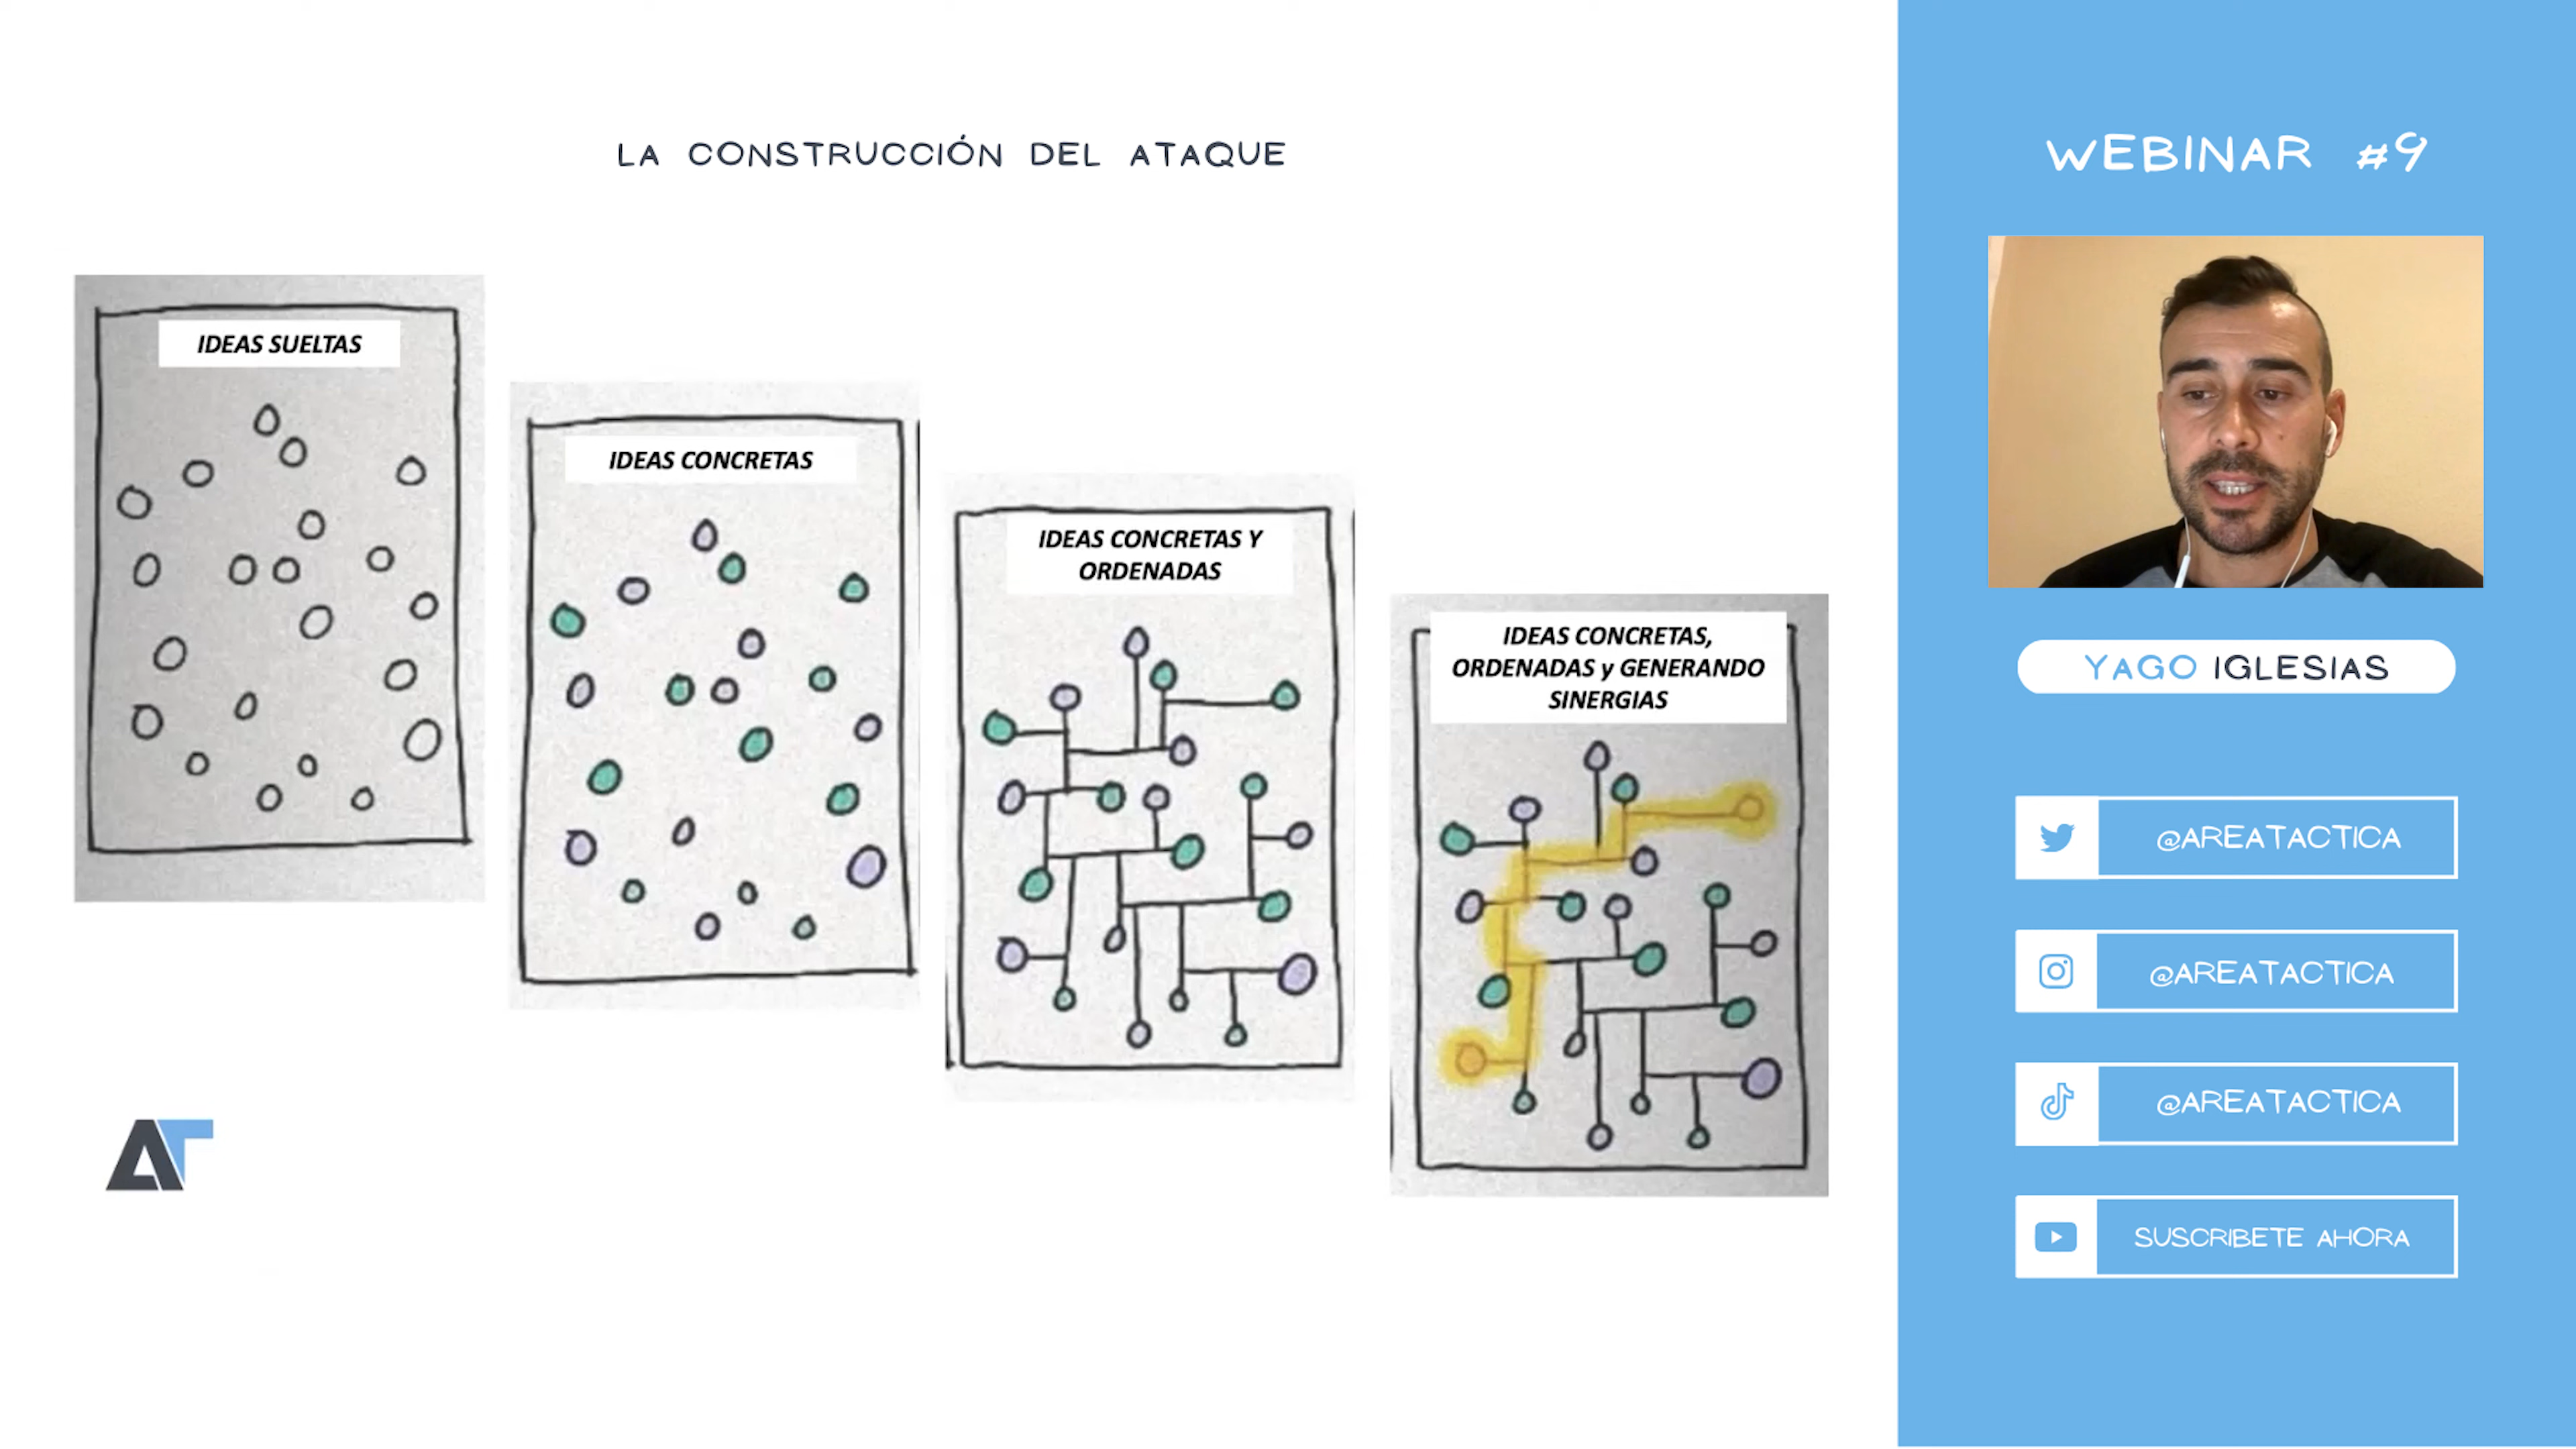 LA CONSTRUCCIÓN DEL ATAQUE
IDEAS SUELTAS
IDEAS CONCRETAS
IDEAS CONCRETAS Y
ORDENADAS
IDEAS CONCRETAS,
ORDENADAS y GENERANDO
SINERGIAS
AT
WEBINAR #9
YAGO IGLESIAS
@AREATACTICA
@AREATACTICA
@AREATACTICA
SUSCRIBETE AHORA